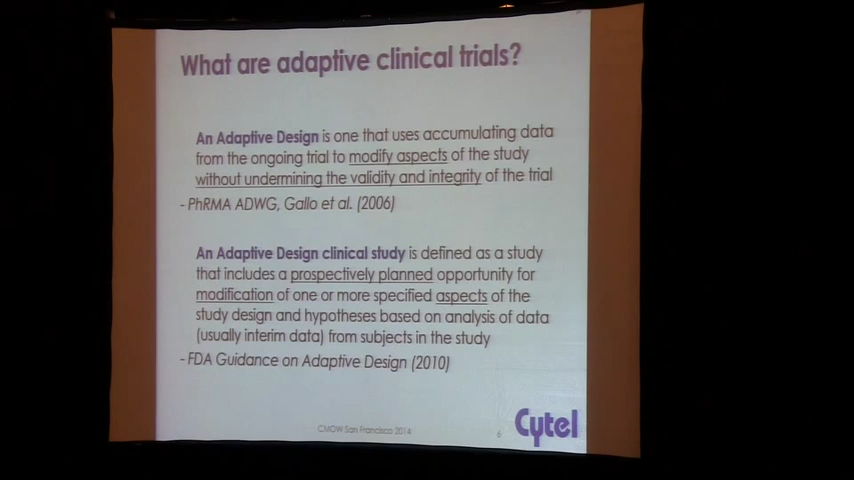 What are adaptive clinical trials?
An Adaptive Design is one that uses accumulating data
from the ongoing trial to modify aspects of the study
without undermining the validity and integrity of the trial
- PhRMA ADWG, Gallo et al. (2006)
An Adaptive Design clinical study is defined as a study
that includes a prospectively planned opportunity for
modification of one or more specified aspects of the
study design and hypotheses based on analysis of data
(usually interim data) from subjects in the study
- FDA Guidance on Adaptive Design (2010)
CMOW San Francisco 2014
6
Cytel